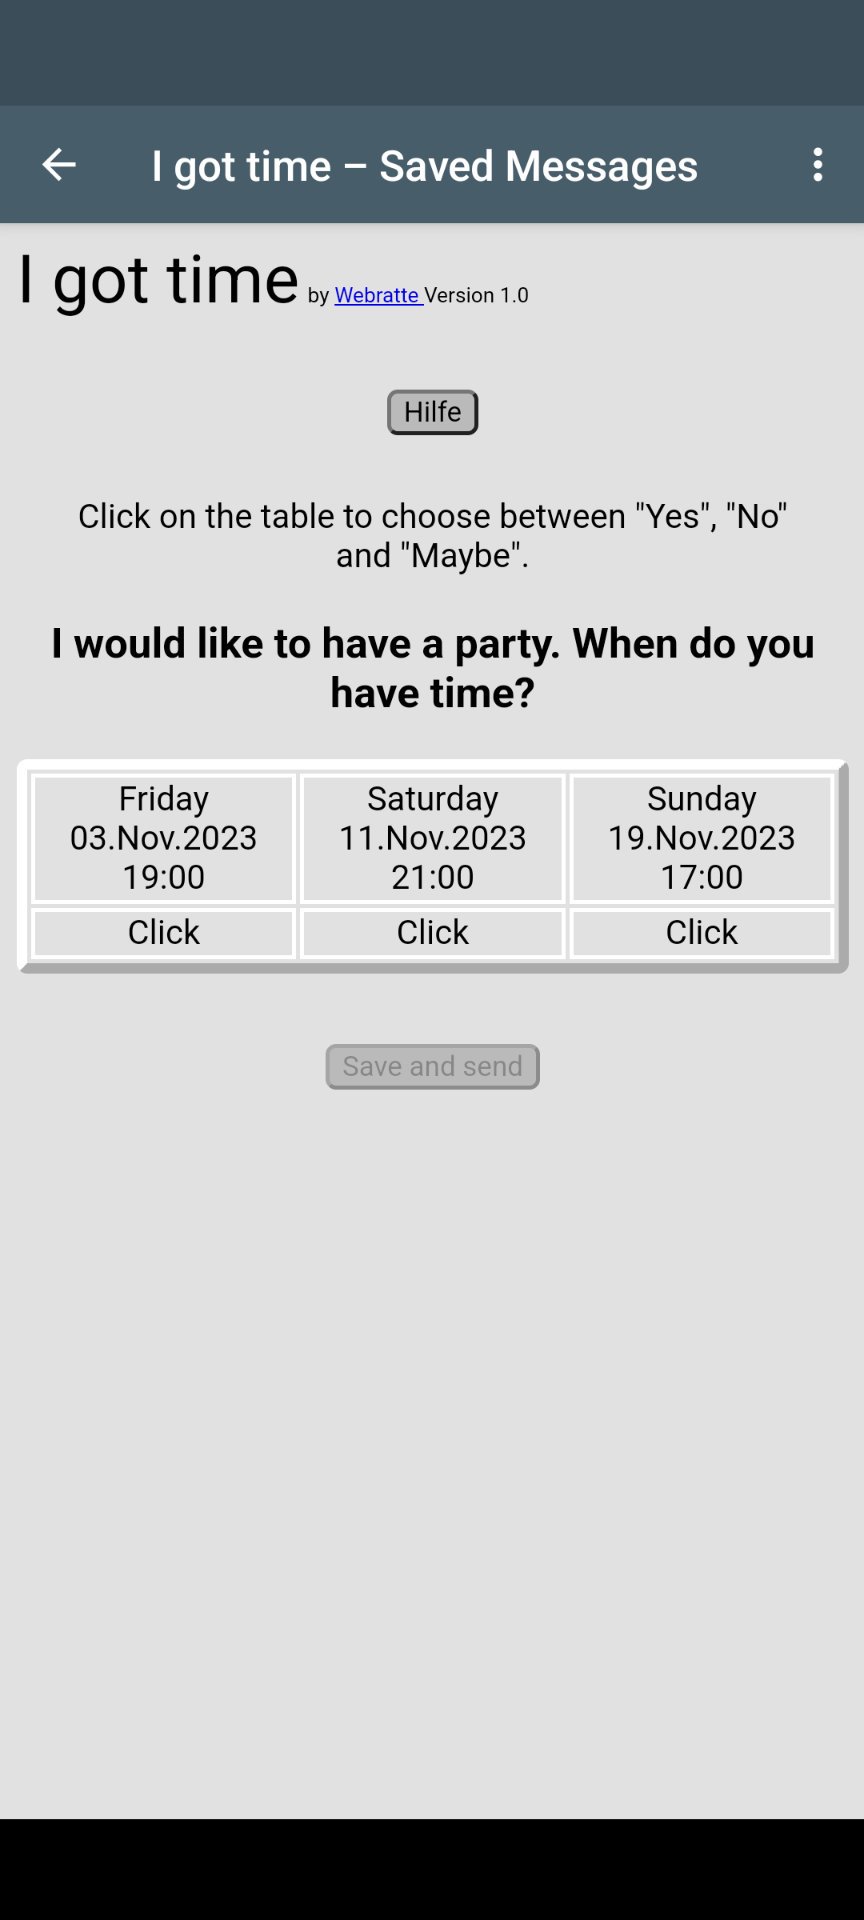 I got time – Saved Messages
I got time by Webratte Version 1.0
Hilfe
Click on the table to choose between "Yes", "No"
and "Maybe".
I would like to have a party. When do you
have time?
Friday Saturday Sunday
03.Nov.2023 11.Nov.2023 19.Nov.2023
19:00 21:00 17:00
Click Click Click
Save and send